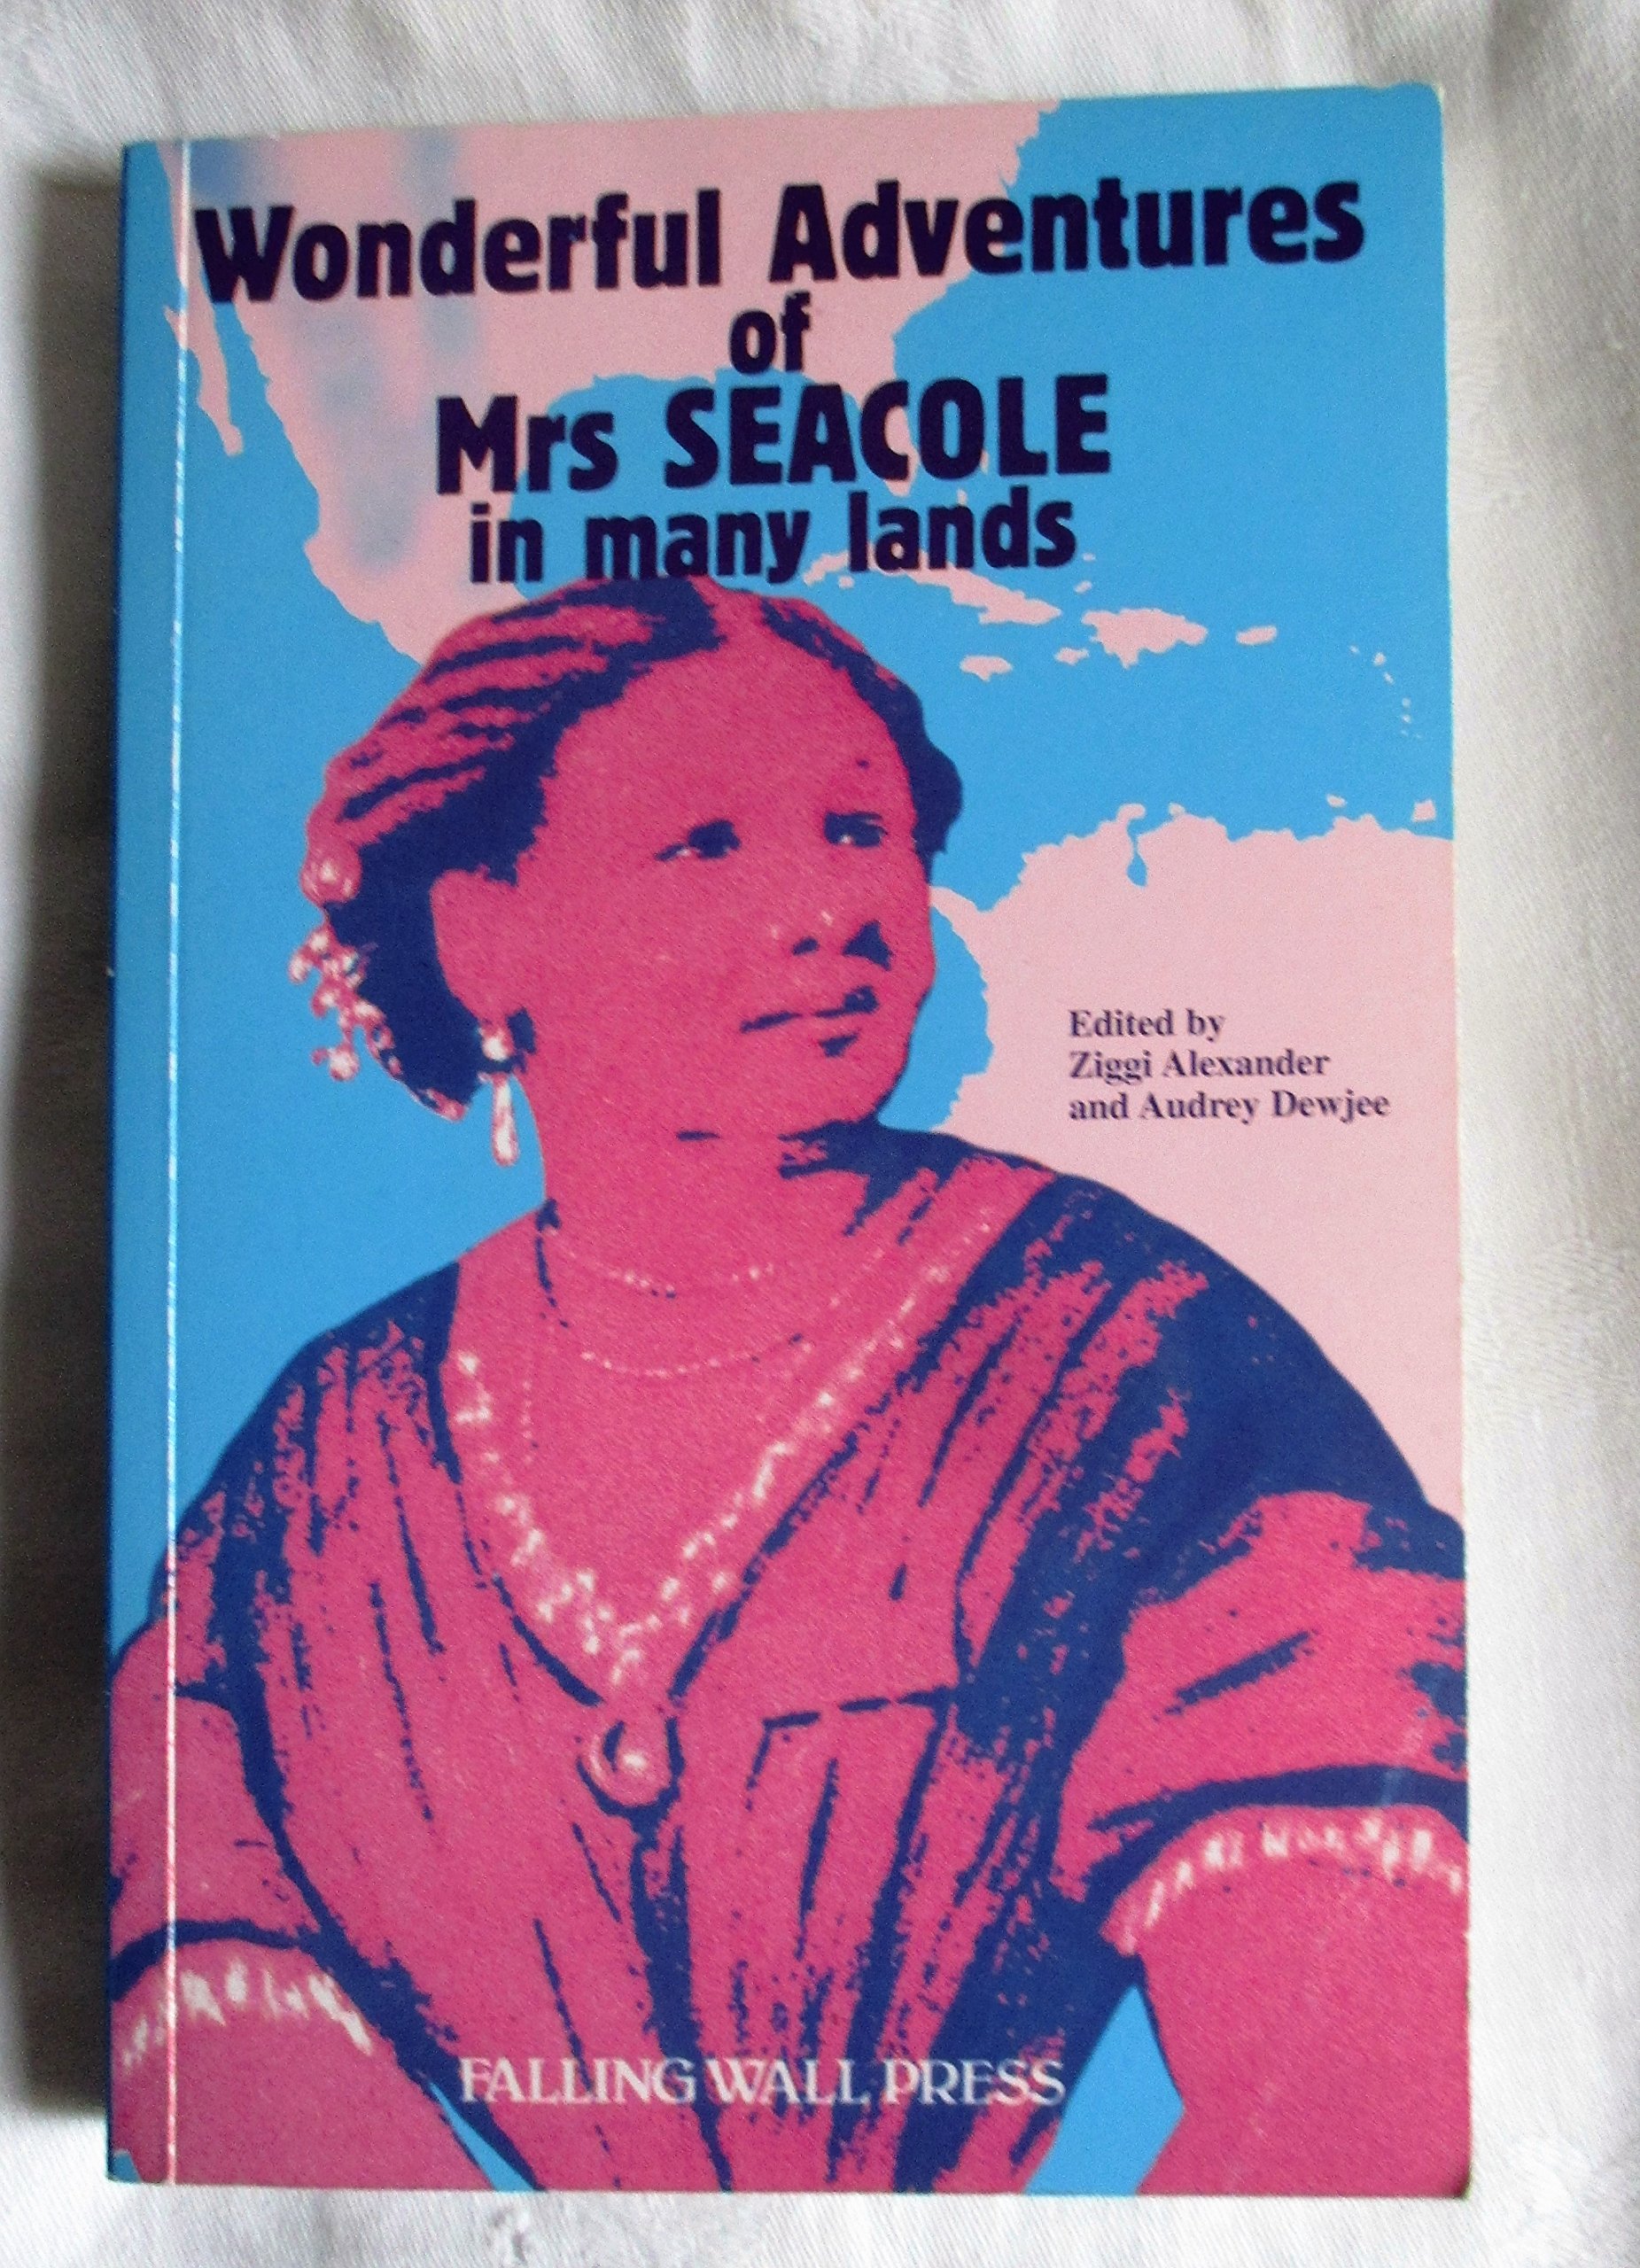 Wonderful Adventures
of
Mrs SEACOLE
in many lands
Edited by
Ziggi Alexander
and Audrey Dewjee
FALLING WALL PRESS